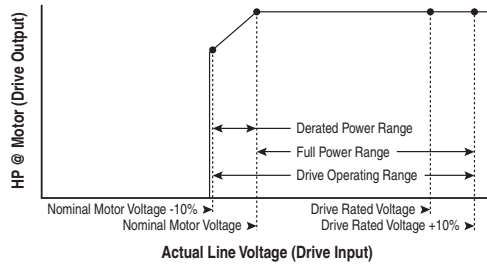 HP @ Motor (Drive Output)
Derated Power Range
Full Power Range
Drive Operating Range
Nominal Motor Voltage -10%
Drive Rated Voltage
Nominal Motor Voltage
Drive Rated Voltage +10%
Actual Line Voltage (Drive Input)